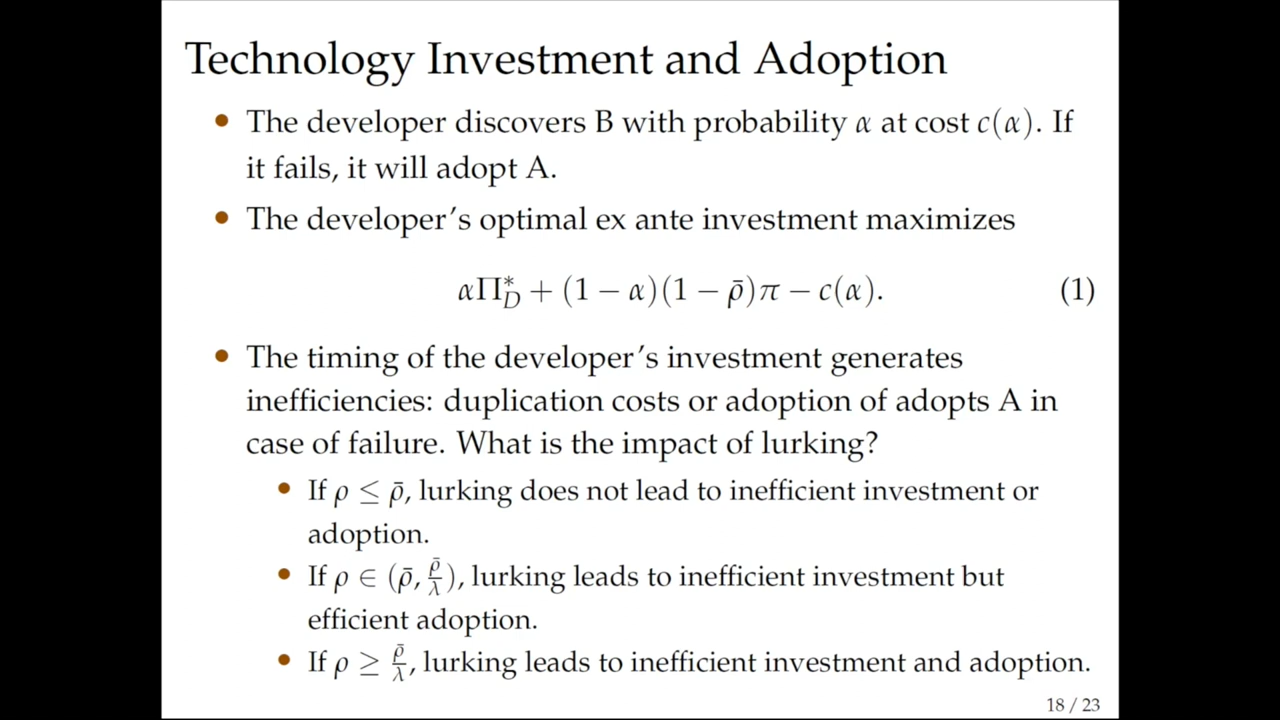 Technology Investment and Adoption
• The developer discovers B with probability α at cost c(α). If
it fails, it will adopt A.
• The developer's optimal ex ante investment maximizes
αΠ*_D + (1 − α)(1 − ρ̄)π − c(α). (1)
• The timing of the developer's investment generates
inefficiencies: duplication costs or adoption of adopts A in
case of failure. What is the impact of lurking?
• If ρ ≤ ρ̄, lurking does not lead to inefficient investment or
adoption.
• If ρ ∈ (ρ̄, ρ̄/λ), lurking leads to inefficient investment but
efficient adoption.
• If ρ ≥ ρ̄/λ, lurking leads to inefficient investment and adoption.
18 / 23